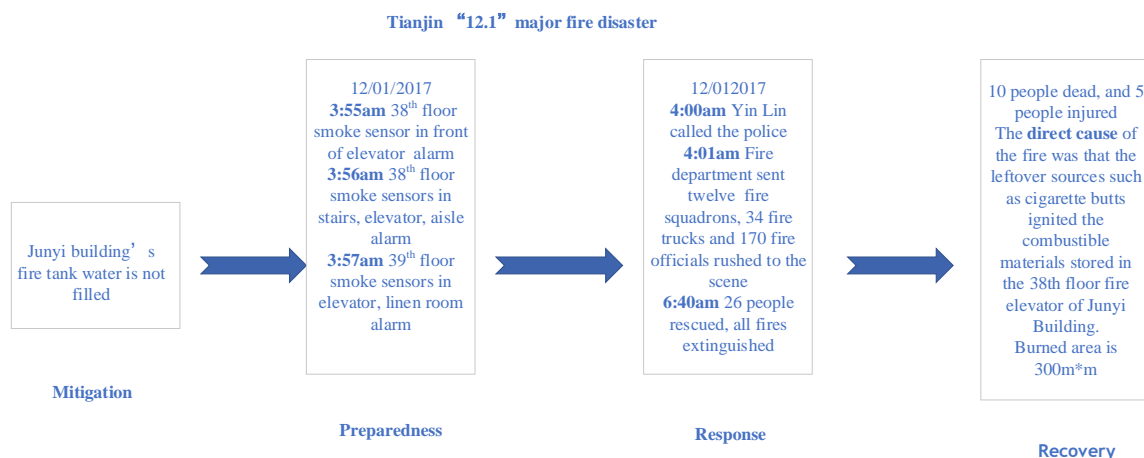 Tianjin “12.1” major fire disaster
Junyi building’s
fire tank water is not
filled
Mitigation
12/01/2017
3:55am 38th floor
smoke sensor in front
of elevator alarm
3:56am 38th floor
smoke sensors in
stairs, elevator, aisle
alarm
3:57am 39th floor
smoke sensors in
elevator, linen room
alarm
Preparedness
12/012017
4:00am Yin Lin
called the police
4:01am Fire
department sent
twelve fire
squadrons, 34 fire
trucks and 170 fire
officials rushed to the
scene
6:40am 26 people
rescued, all fires
extinguished
Response
10 people dead, and 5
people injured
The direct cause of
the fire was that the
leftover sources such
as cigarette butts
ignited the
combustible
materials stored in
the 38th floor fire
elevator of Junyi
Building.
Burned area is
300m*m
Recovery